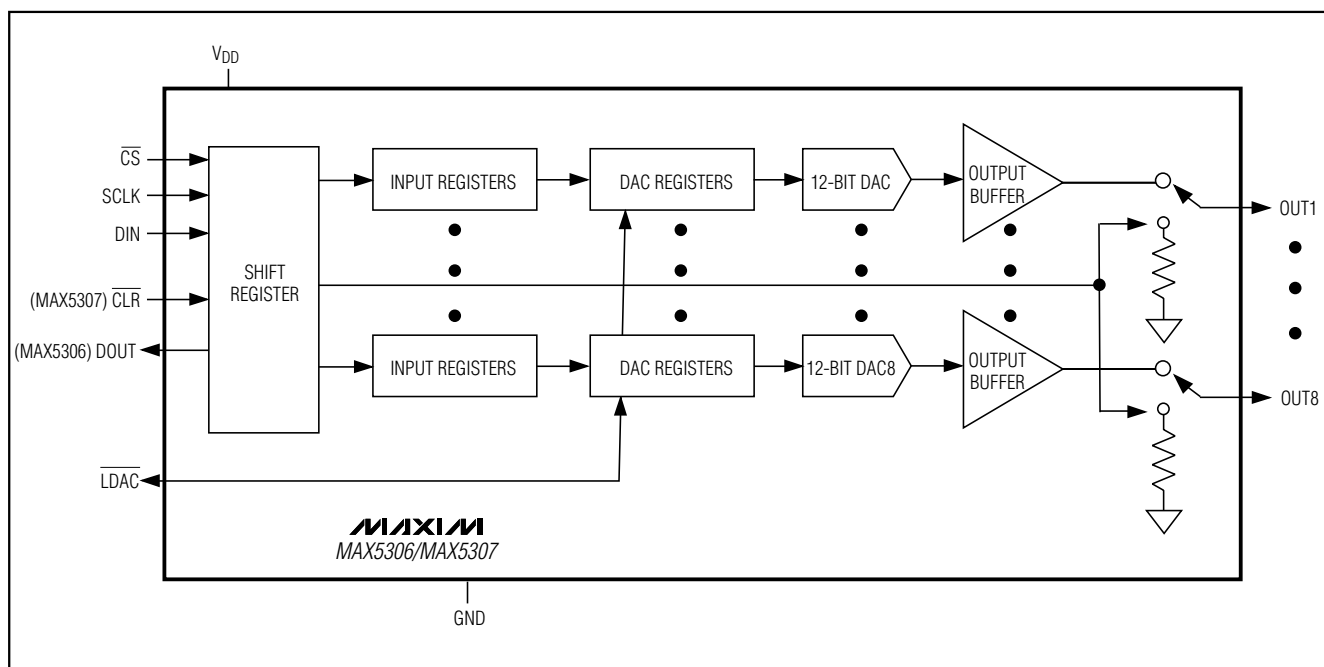 VDD
CS
SCLK
DIN
(MAX5307) CLR
(MAX5306) DOUT
LDAC
SHIFT
REGISTER
INPUT REGISTERS
DAC REGISTERS
12-BIT DAC
OUTPUT
BUFFER
OUT1
INPUT REGISTERS
DAC REGISTERS
12-BIT DAC8
OUTPUT
BUFFER
OUT8
MAXIM
MAX5306/MAX5307
GND